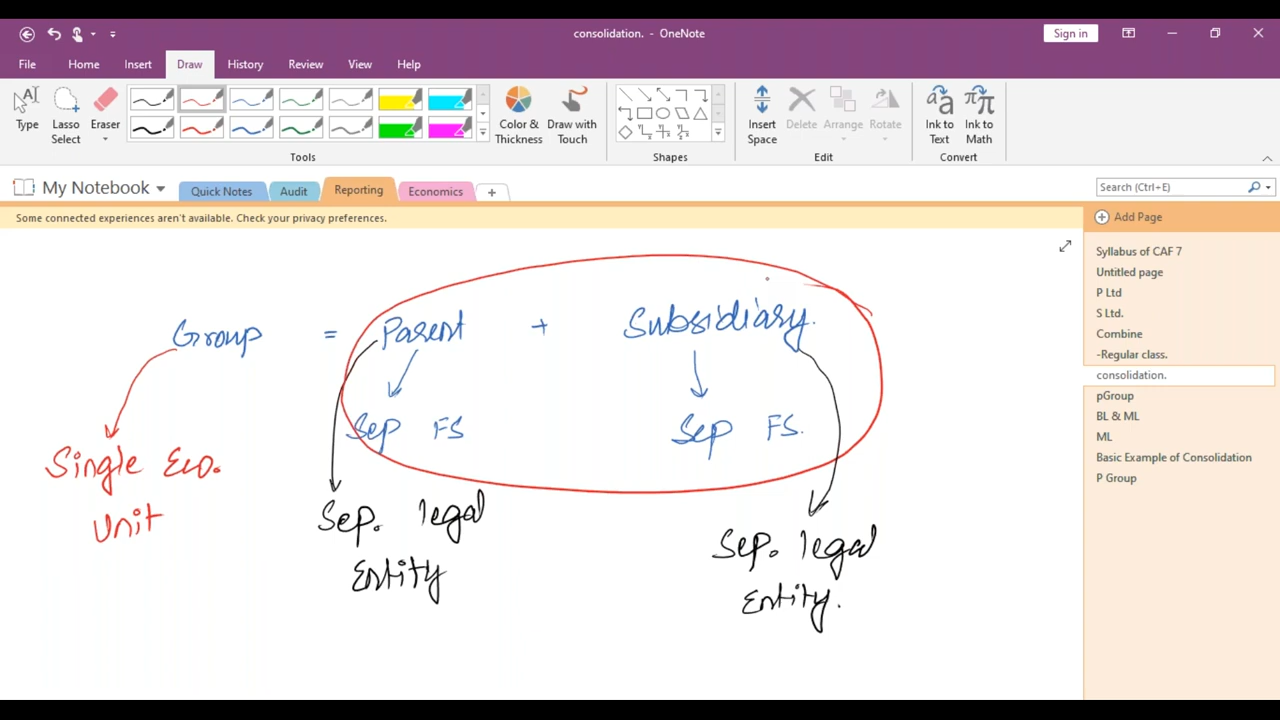 consolidation. - OneNote
Sign in
File Home Insert Draw History Review View Help
Type
Lasso Select
Eraser
Color & Thickness
Draw with Touch
Insert Space
Delete
Arrange
Rotate
Ink to Text
Ink to Math
Tools
Shapes
Edit
Convert
My Notebook
Quick Notes
Audit
Reporting
Economics
Search (Ctrl+E)
Some connected experiences aren't available. Check your privacy preferences.
Add Page
Syllabus of CAF 7
Untitled page
P Ltd
S Ltd.
Combine
-Regular class.
consolidation.
pGroup
BL & ML
ML
Basic Example of Consolidation
P Group
Group = Parent + Subsidiary.
Sep FS
Sep FS.
Single Eco.
Unit
Sep. legal
Entity
Sep. legal
Entity.